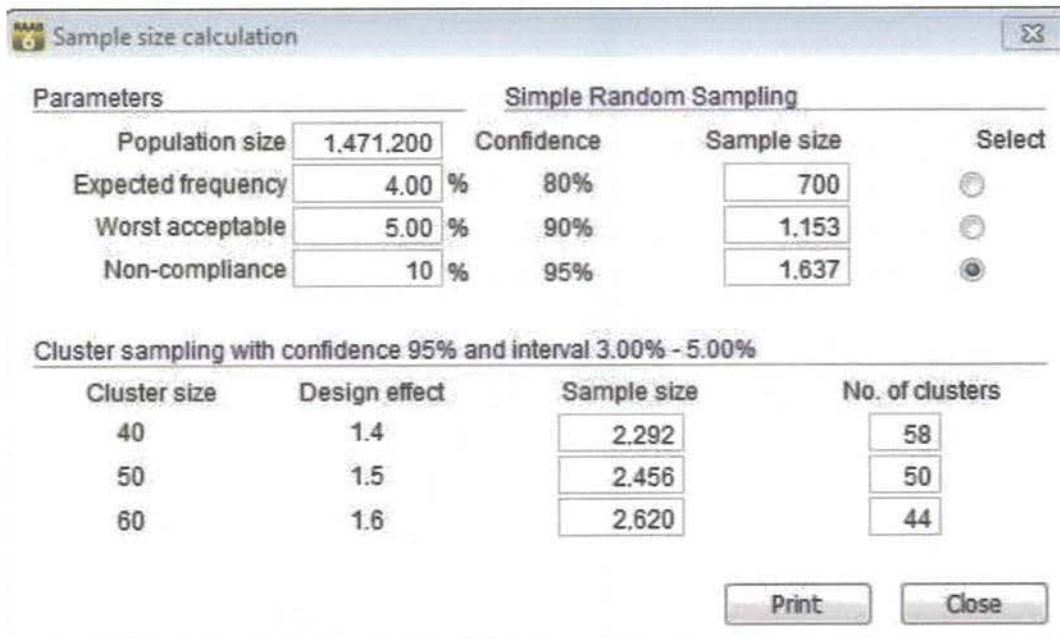 RAAB 6 Sample size calculation
Parameters Simple Random Sampling
Population size 1.471.200 Confidence Sample size Select
Expected frequency 4.00 % 80% 700
Worst acceptable 5.00 % 90% 1.153
Non-compliance 10 % 95% 1.637
Cluster sampling with confidence 95% and interval 3.00% - 5.00%
Cluster size Design effect Sample size No. of clusters
40 1.4 2.292 58
50 1.5 2.456 50
60 1.6 2.620 44
Print Close